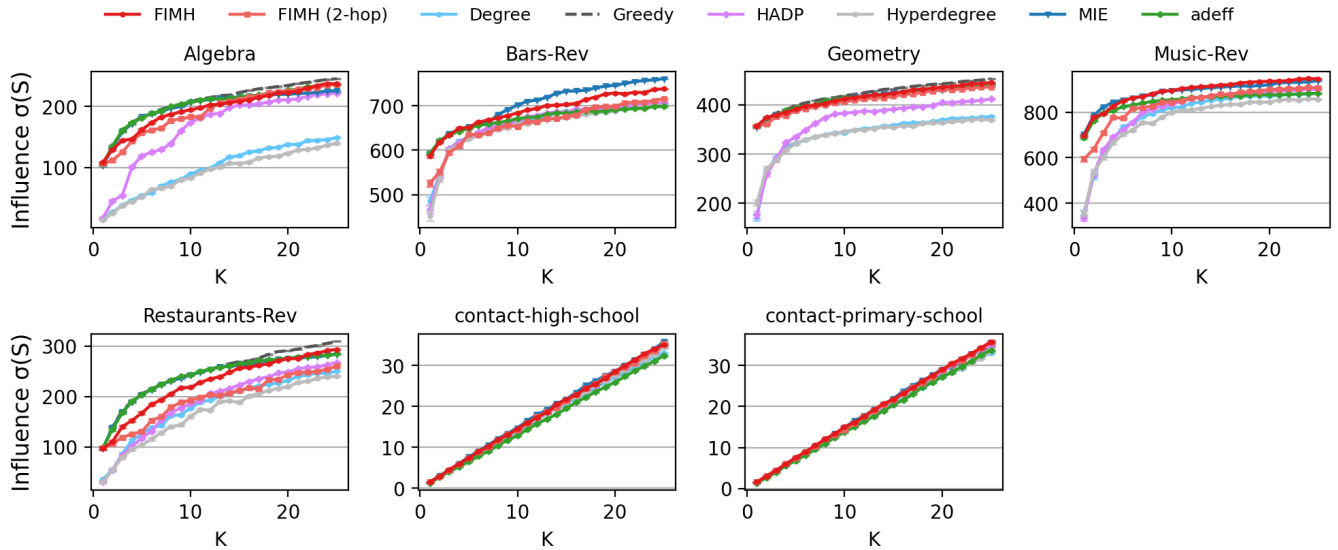 FIMH FIMH (2-hop) Degree Greedy HADP Hyperdegree MIE adeff
Algebra Bars-Rev Geometry Music-Rev
Influence σ(S)
200
100
0 10 20
K
700
600
500
0 10 20
K
400
300
200
0 10 20
K
800
600
400
0 10 20
K
Restaurants-Rev contact-high-school contact-primary-school
Influence σ(S)
300
200
100
0 10 20
K
30
20
10
0
0 10 20
K
30
20
10
0
0 10 20
K